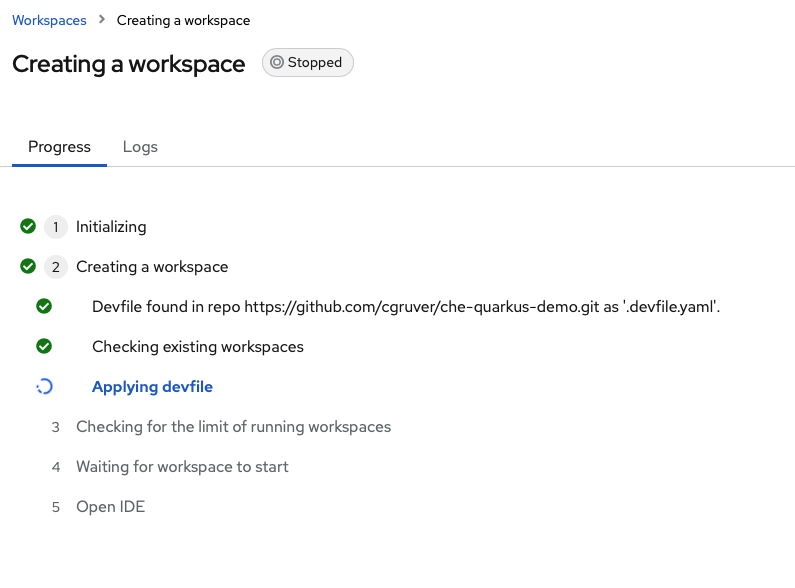 Workspaces > Creating a workspace
Creating a workspace Stopped
Progress Logs
1 Initializing
2 Creating a workspace
Devfile found in repo https://github.com/cgruver/che-quarkus-demo.git as '.devfile.yaml'.
Checking existing workspaces
Applying devfile
3 Checking for the limit of running workspaces
4 Waiting for workspace to start
5 Open IDE